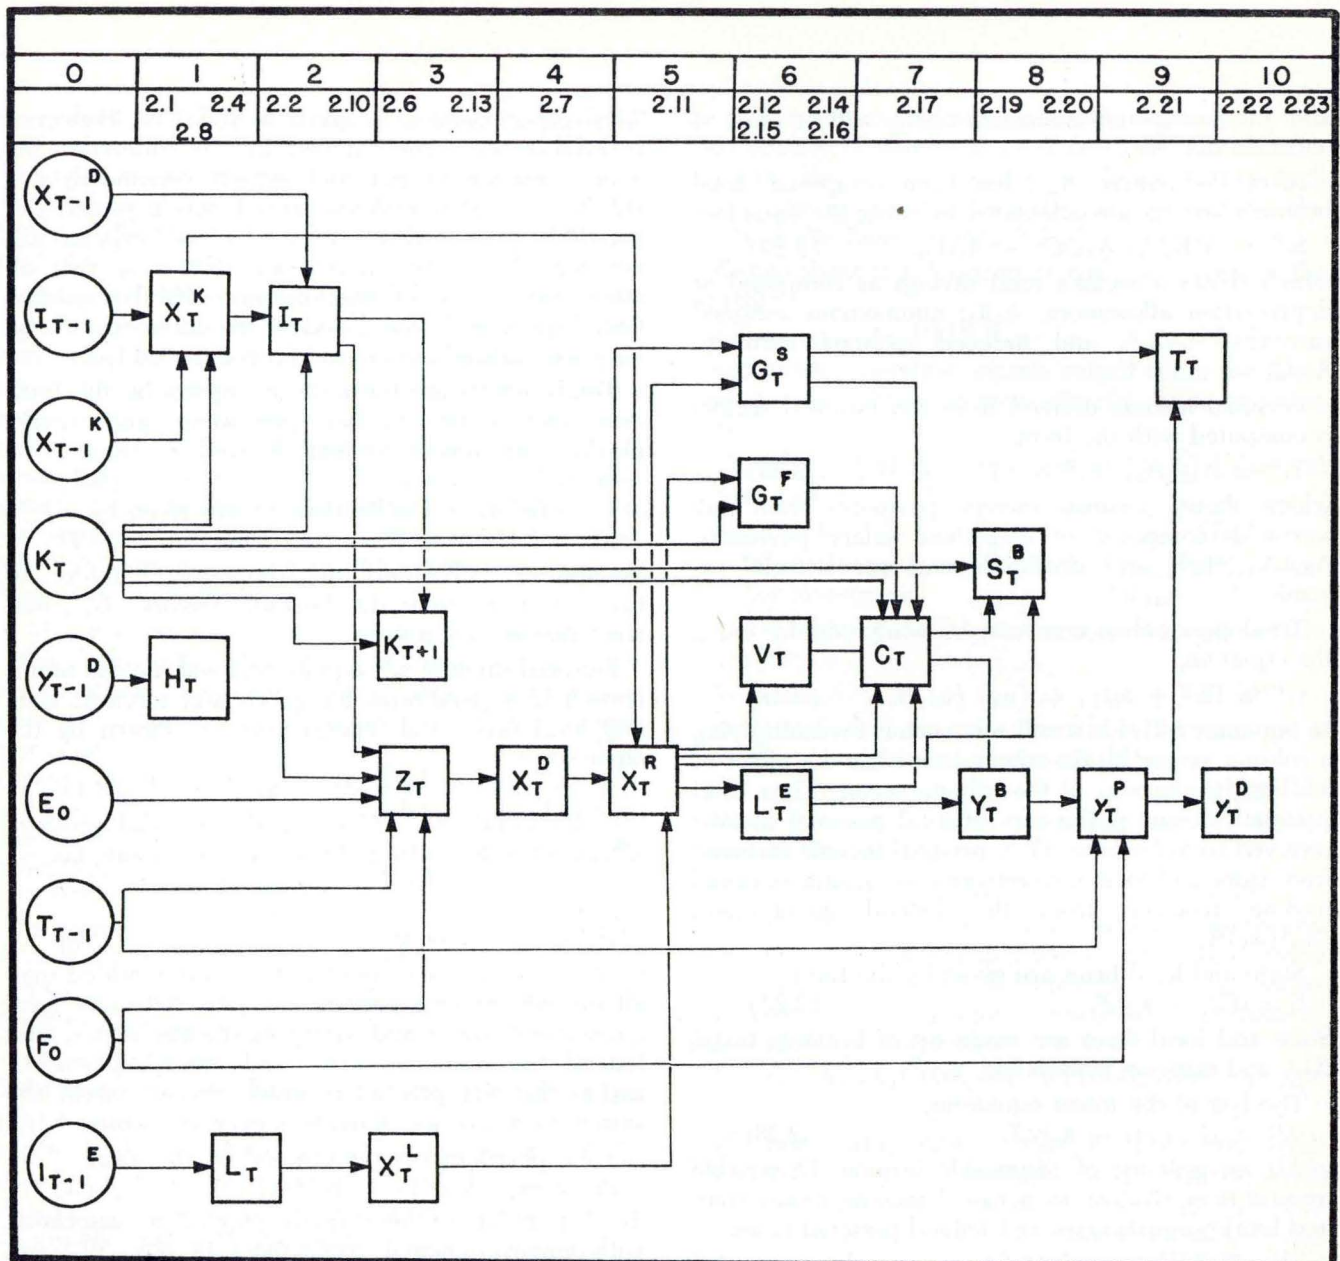 0 1 2 3 4 5 6 7 8 9 10
2.1 2.4 2.2 2.10 2.6 2.13 2.7 2.11 2.12 2.14 2.17 2.19 2.20 2.21 2.22 2.23
2.8 2.15 2.16
X_{T-1}^D
I_{T-1} X_T^K I_T G_T^S T_T
X_{T-1}^K
G_T^F
K_T S_T^B
Y_{T-1}^D H_T K_{T+1} V_T C_T
E_0 Z_T X_T^D X_T^R L_T^E Y_T^B Y_T^P Y_T^D
T_{T-1}
F_0
I_{T-1}^E L_T X_T^L